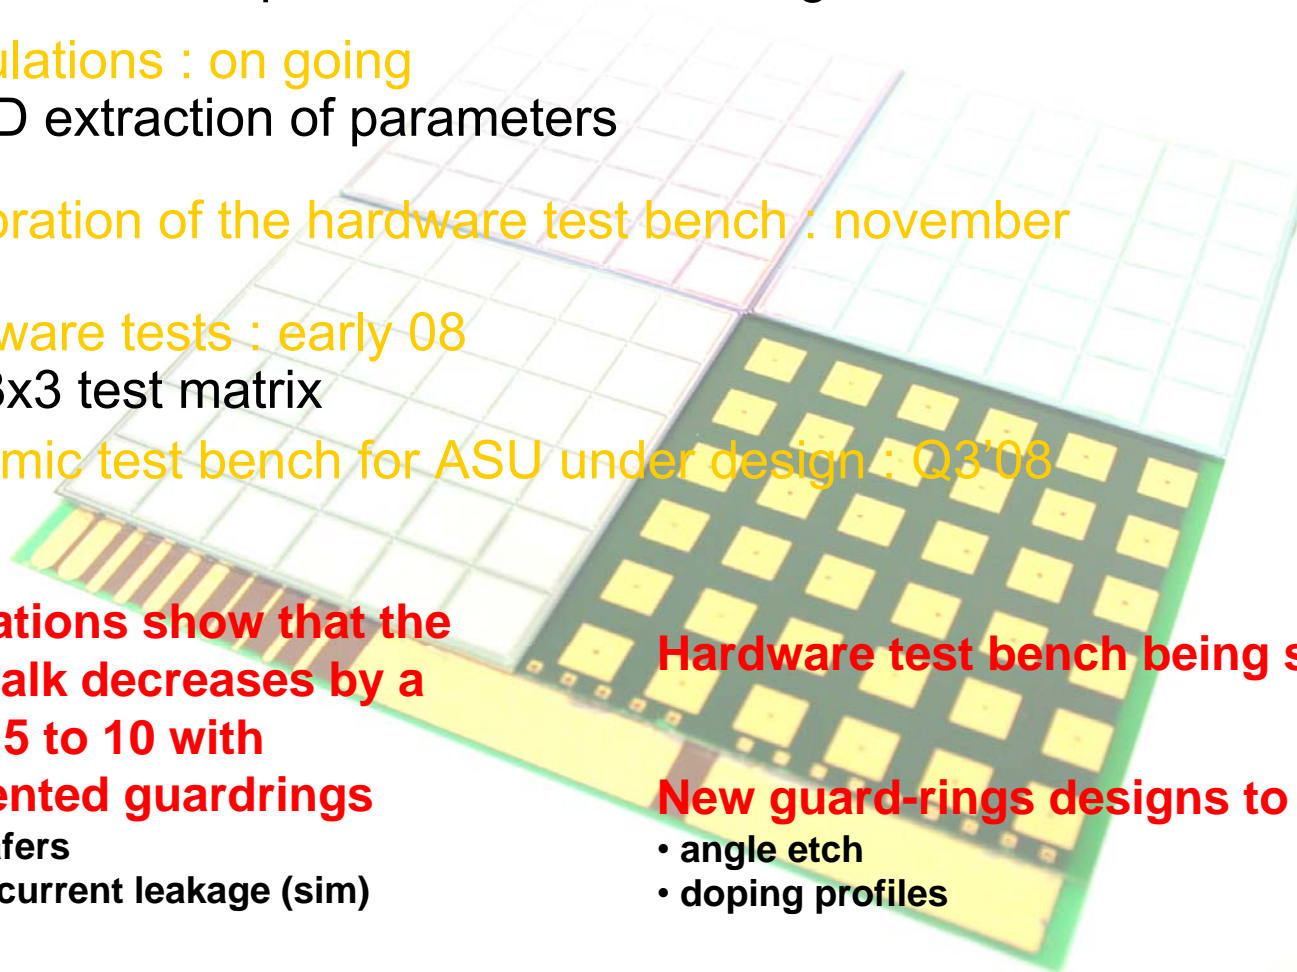 ulations : on going
D extraction of parameters
oration of the hardware test bench : november
ware tests : early 08
3x3 test matrix
mic test bench for ASU under design : Q3’08
ations show that the
alk decreases by a
5 to 10 with
ented guardrings
fers
current leakage (sim)
Hardware test bench being s
New guard-rings designs to
• angle etch
• doping profiles